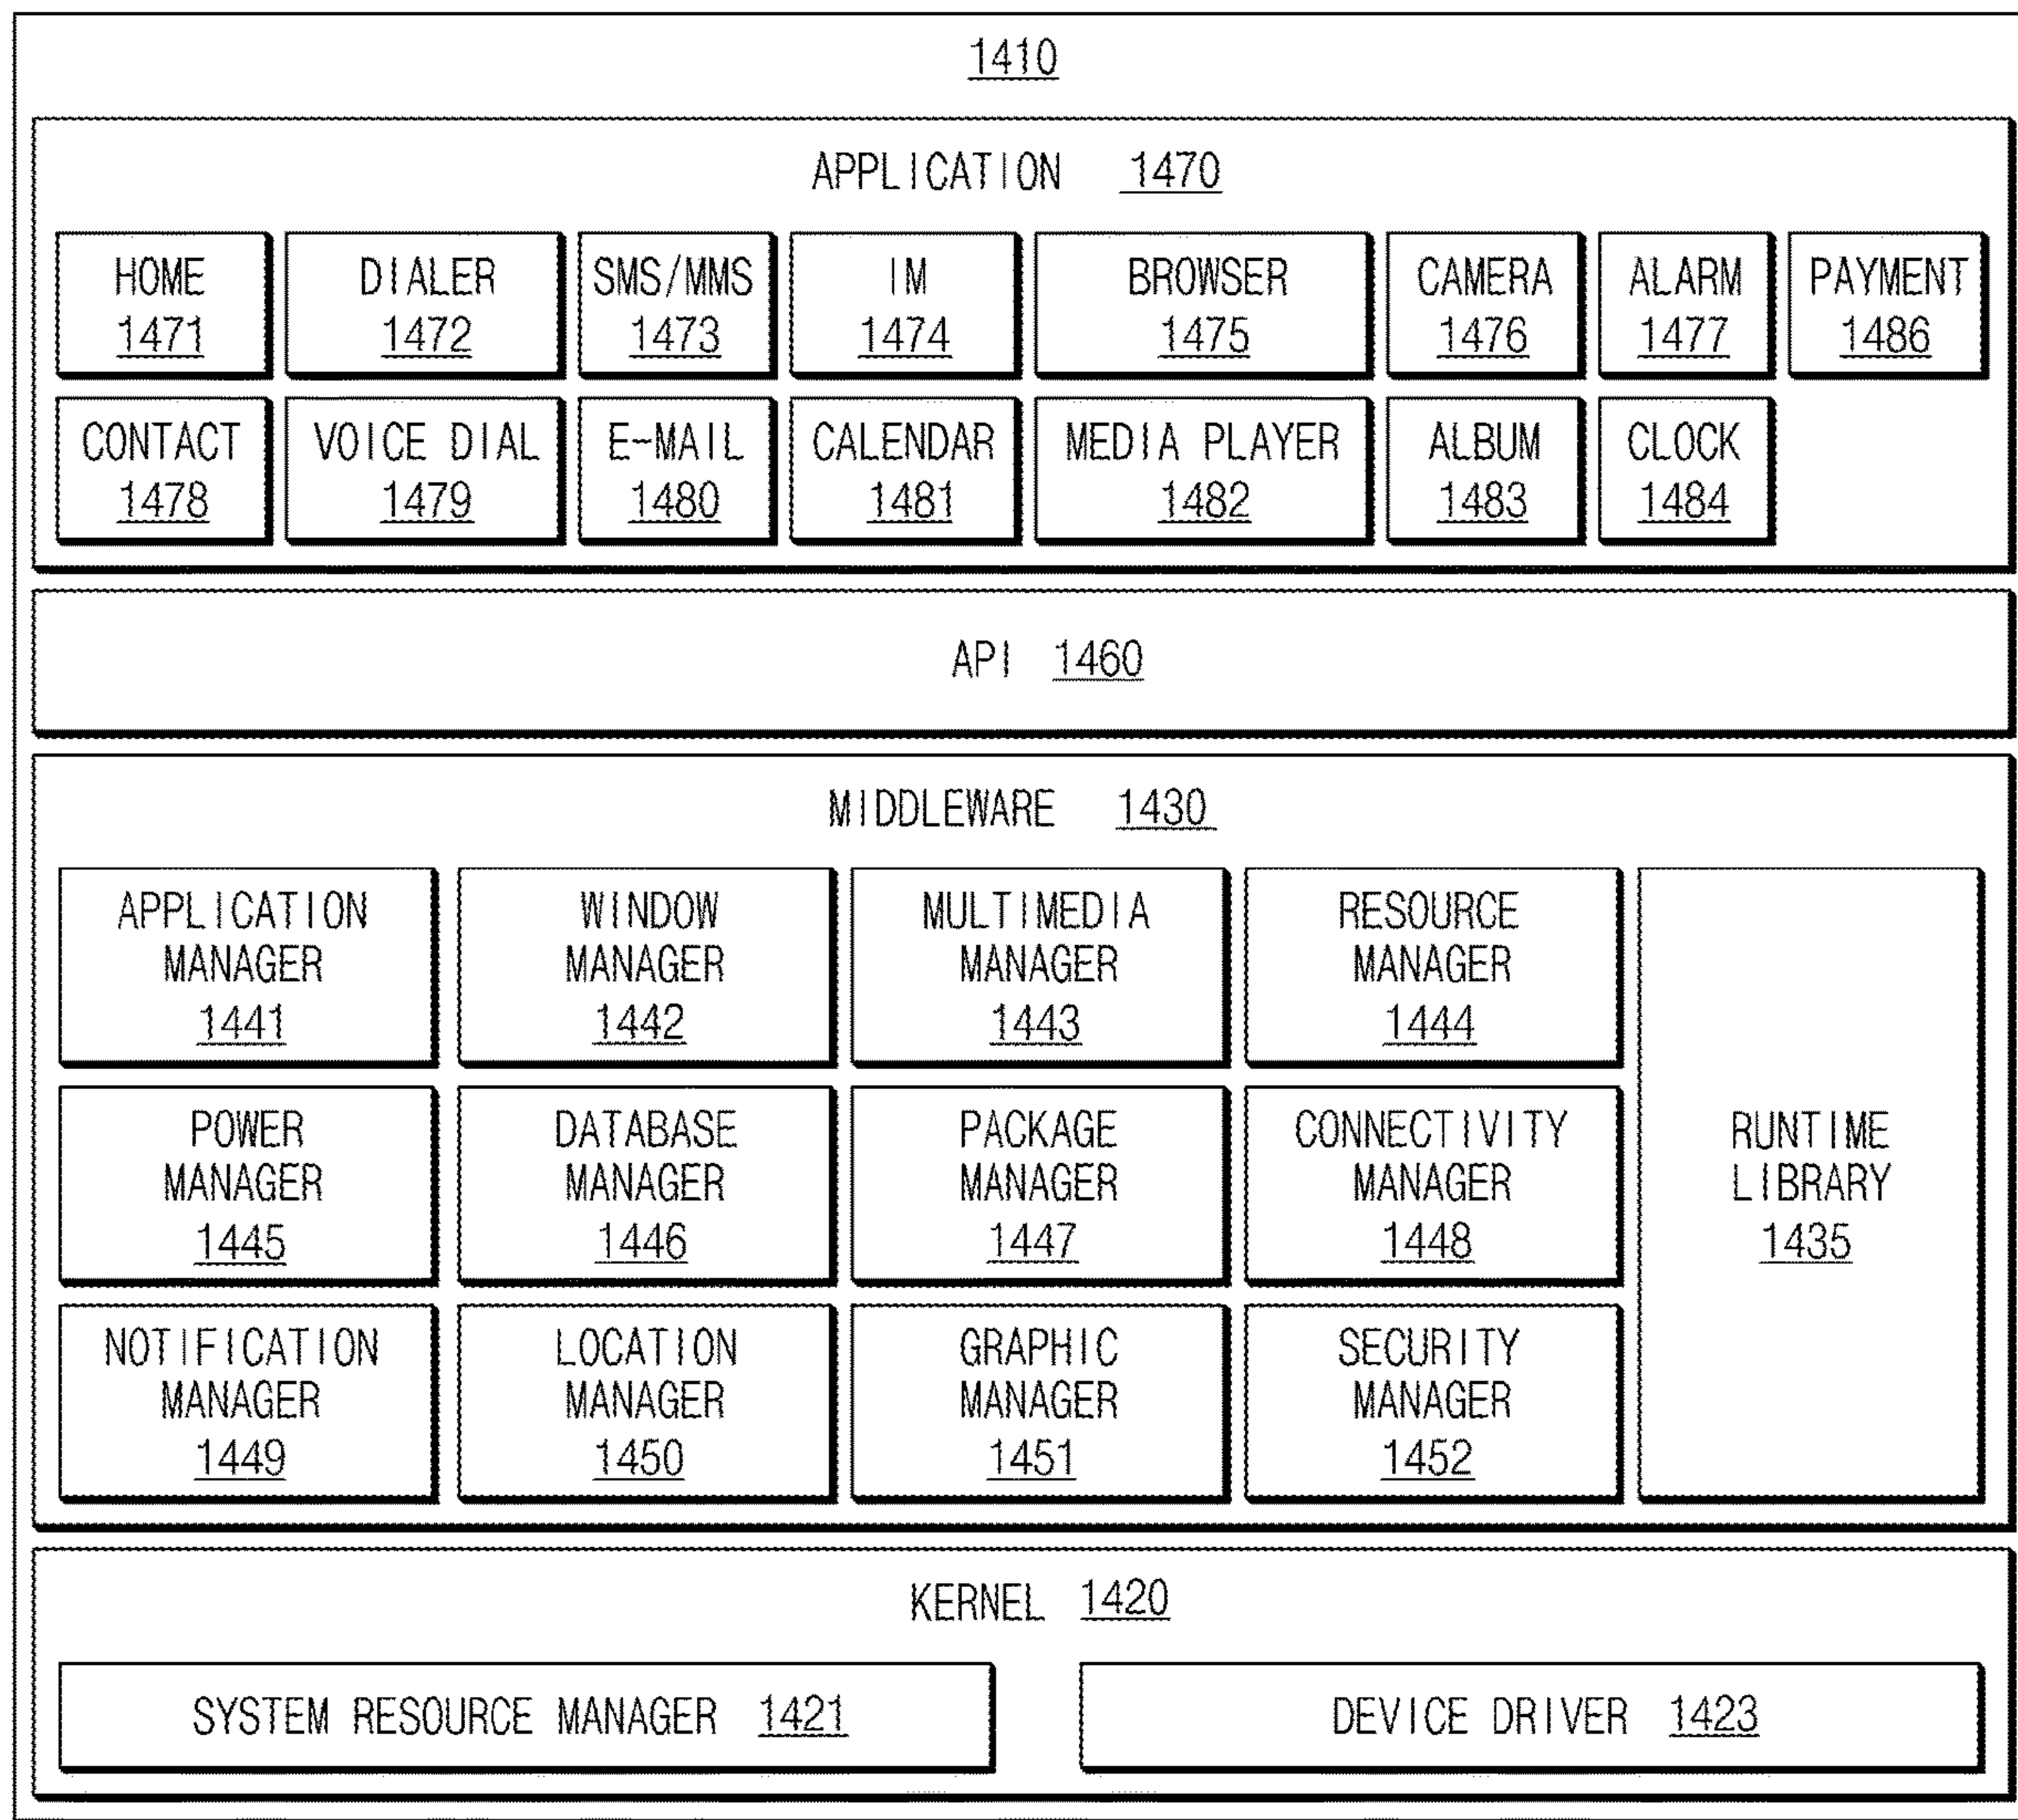 1410
APPLICATION 1470
HOME
1471
DIALER
1472
SMS/MMS
1473
IM
1474
BROWSER
1475
CAMERA
1476
ALARM
1477
PAYMENT
1486
CONTACT
1478
VOICE DIAL
1479
E-MAIL
1480
CALENDAR
1481
MEDIA PLAYER
1482
ALBUM
1483
CLOCK
1484
API 1460
MIDDLEWARE 1430
APPLICATION
MANAGER
1441
WINDOW
MANAGER
1442
MULTIMEDIA
MANAGER
1443
RESOURCE
MANAGER
1444
POWER
MANAGER
1445
DATABASE
MANAGER
1446
PACKAGE
MANAGER
1447
CONNECTIVITY
MANAGER
1448
RUNTIME
LIBRARY
1435
NOTIFICATION
MANAGER
1449
LOCATION
MANAGER
1450
GRAPHIC
MANAGER
1451
SECURITY
MANAGER
1452
KERNEL 1420
SYSTEM RESOURCE MANAGER 1421
DEVICE DRIVER 1423